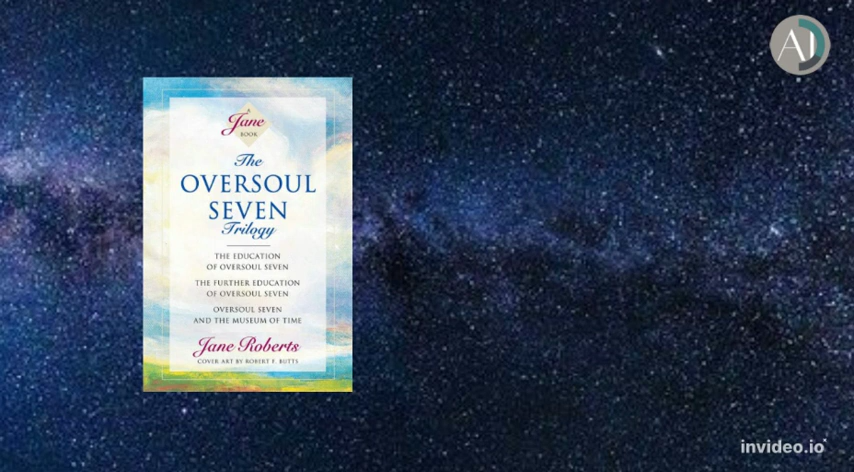 A
Jane
BOOK
The
OVERSOUL
SEVEN
Trilogy
THE EDUCATION
OF OVERSOUL SEVEN
THE FURTHER EDUCATION
OF OVERSOUL SEVEN
OVERSOUL SEVEN
AND THE MUSEUM OF TIME
Jane Roberts
COVER ART BY ROBERT F. BUTTS
AD
invideo.io